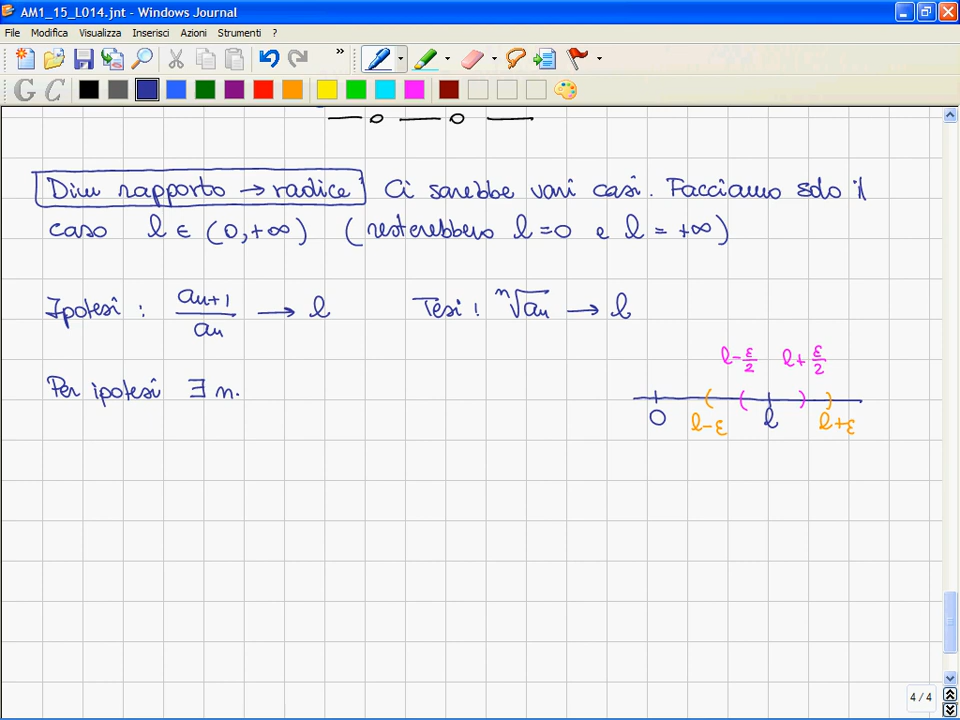 AM1_15_L014.jnt - Windows Journal
File Modifica Visualizza Inserisci Azioni Strumenti ?
»
G C
Dim rapporto → radice Ci sarebbe vari casi. Facciamo solo il
caso l ∈ (0,+∞) (resterebbero l=0 e l = +∞)
Ipotesi : an+1/an → l Tesi : ⁿ√an → l
l-ε/2 l+ε/2
Per ipotesi ∃ n.
0 l-ε l l+ε
4 / 4